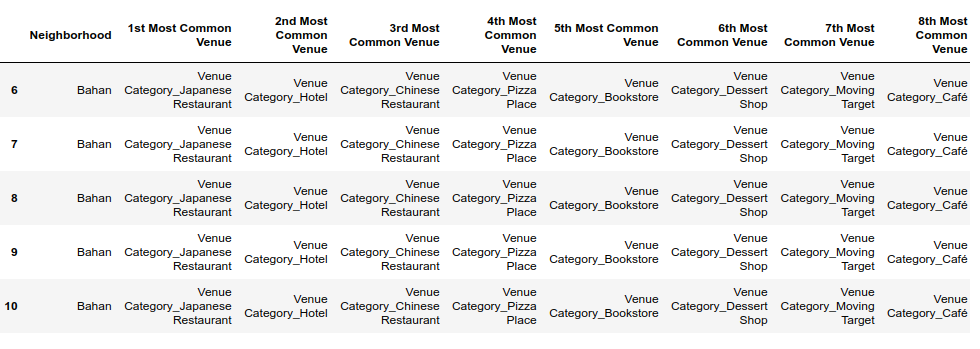 Neighborhood 1st Most Common Venue 2nd Most Common Venue 3rd Most Common Venue 4th Most Common Venue 5th Most Common Venue 6th Most Common Venue 7th Most Common Venue 8th Most Common Venue
6 Bahan Venue Category_Japanese Restaurant Venue Category_Hotel Venue Category_Chinese Restaurant Venue Category_Pizza Place Venue Category_Bookstore Venue Category_Dessert Shop Venue Category_Moving Target Venue Category_Café
7 Bahan Venue Category_Japanese Restaurant Venue Category_Hotel Venue Category_Chinese Restaurant Venue Category_Pizza Place Venue Category_Bookstore Venue Category_Dessert Shop Venue Category_Moving Target Venue Category_Café
8 Bahan Venue Category_Japanese Restaurant Venue Category_Hotel Venue Category_Chinese Restaurant Venue Category_Pizza Place Venue Category_Bookstore Venue Category_Dessert Shop Venue Category_Moving Target Venue Category_Café
9 Bahan Venue Category_Japanese Restaurant Venue Category_Hotel Venue Category_Chinese Restaurant Venue Category_Pizza Place Venue Category_Bookstore Venue Category_Dessert Shop Venue Category_Moving Target Venue Category_Café
10 Bahan Venue Category_Japanese Restaurant Venue Category_Hotel Venue Category_Chinese Restaurant Venue Category_Pizza Place Venue Category_Bookstore Venue Category_Dessert Shop Venue Category_Moving Target Venue Category_Café